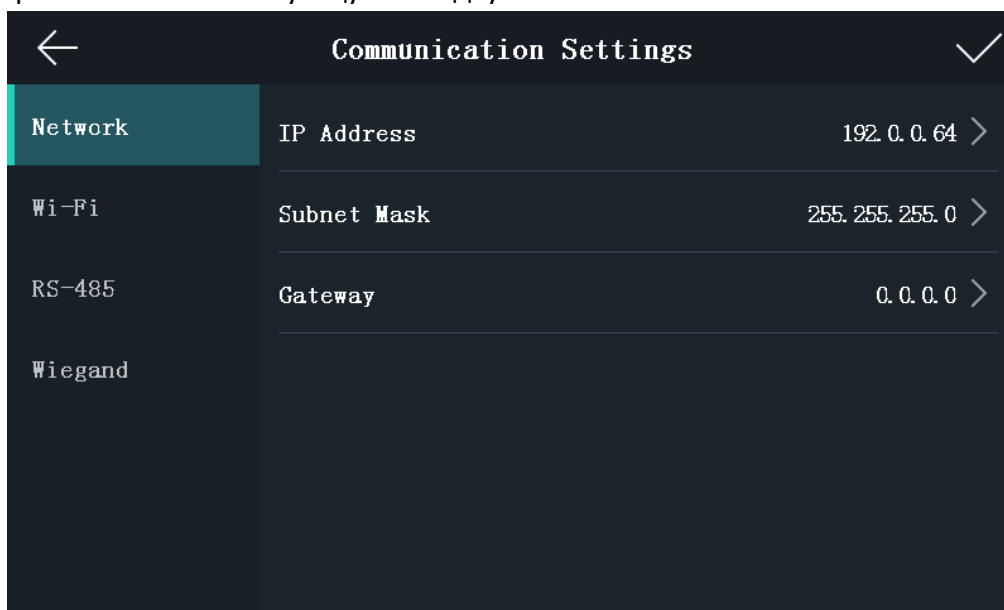 Communication Settings
Network
IP Address 192.0.0.64
Wi-Fi
Subnet Mask 255.255.255.0
RS-485
Gateway 0.0.0.0
Wiegand